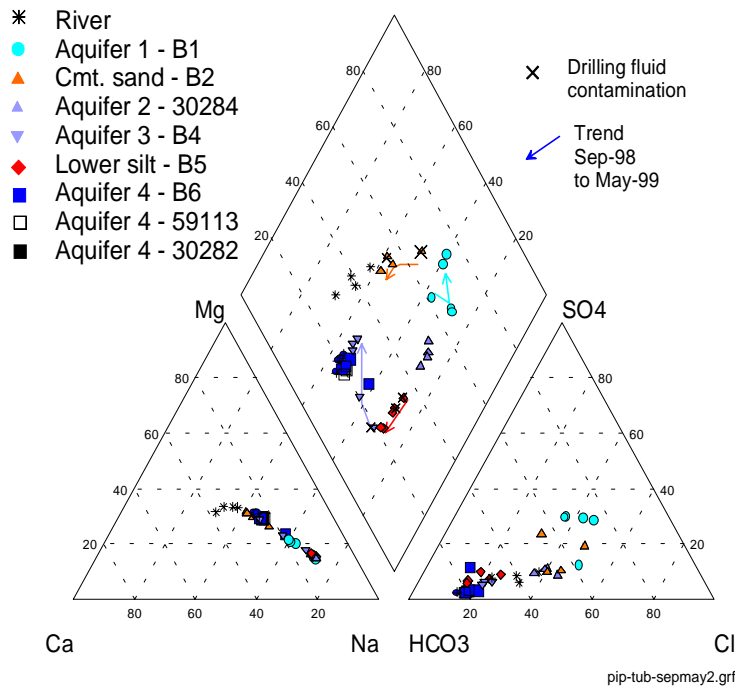 River
Aquifer 1 - B1
Cmt. sand - B2
Aquifer 2 - 30284
Aquifer 3 - B4
Lower silt - B5
Aquifer 4 - B6
Aquifer 4 - 59113
Aquifer 4 - 30282
Drilling fluid
contamination
Trend
Sep-98
to May-99
80 80
60 60
40 40
20 20
Mg SO4
80 80
60 60
40 40
20 20
80 60 40 20 20 40 60 80
Ca Na HCO3 Cl
pip-tub-sepmay2.grf